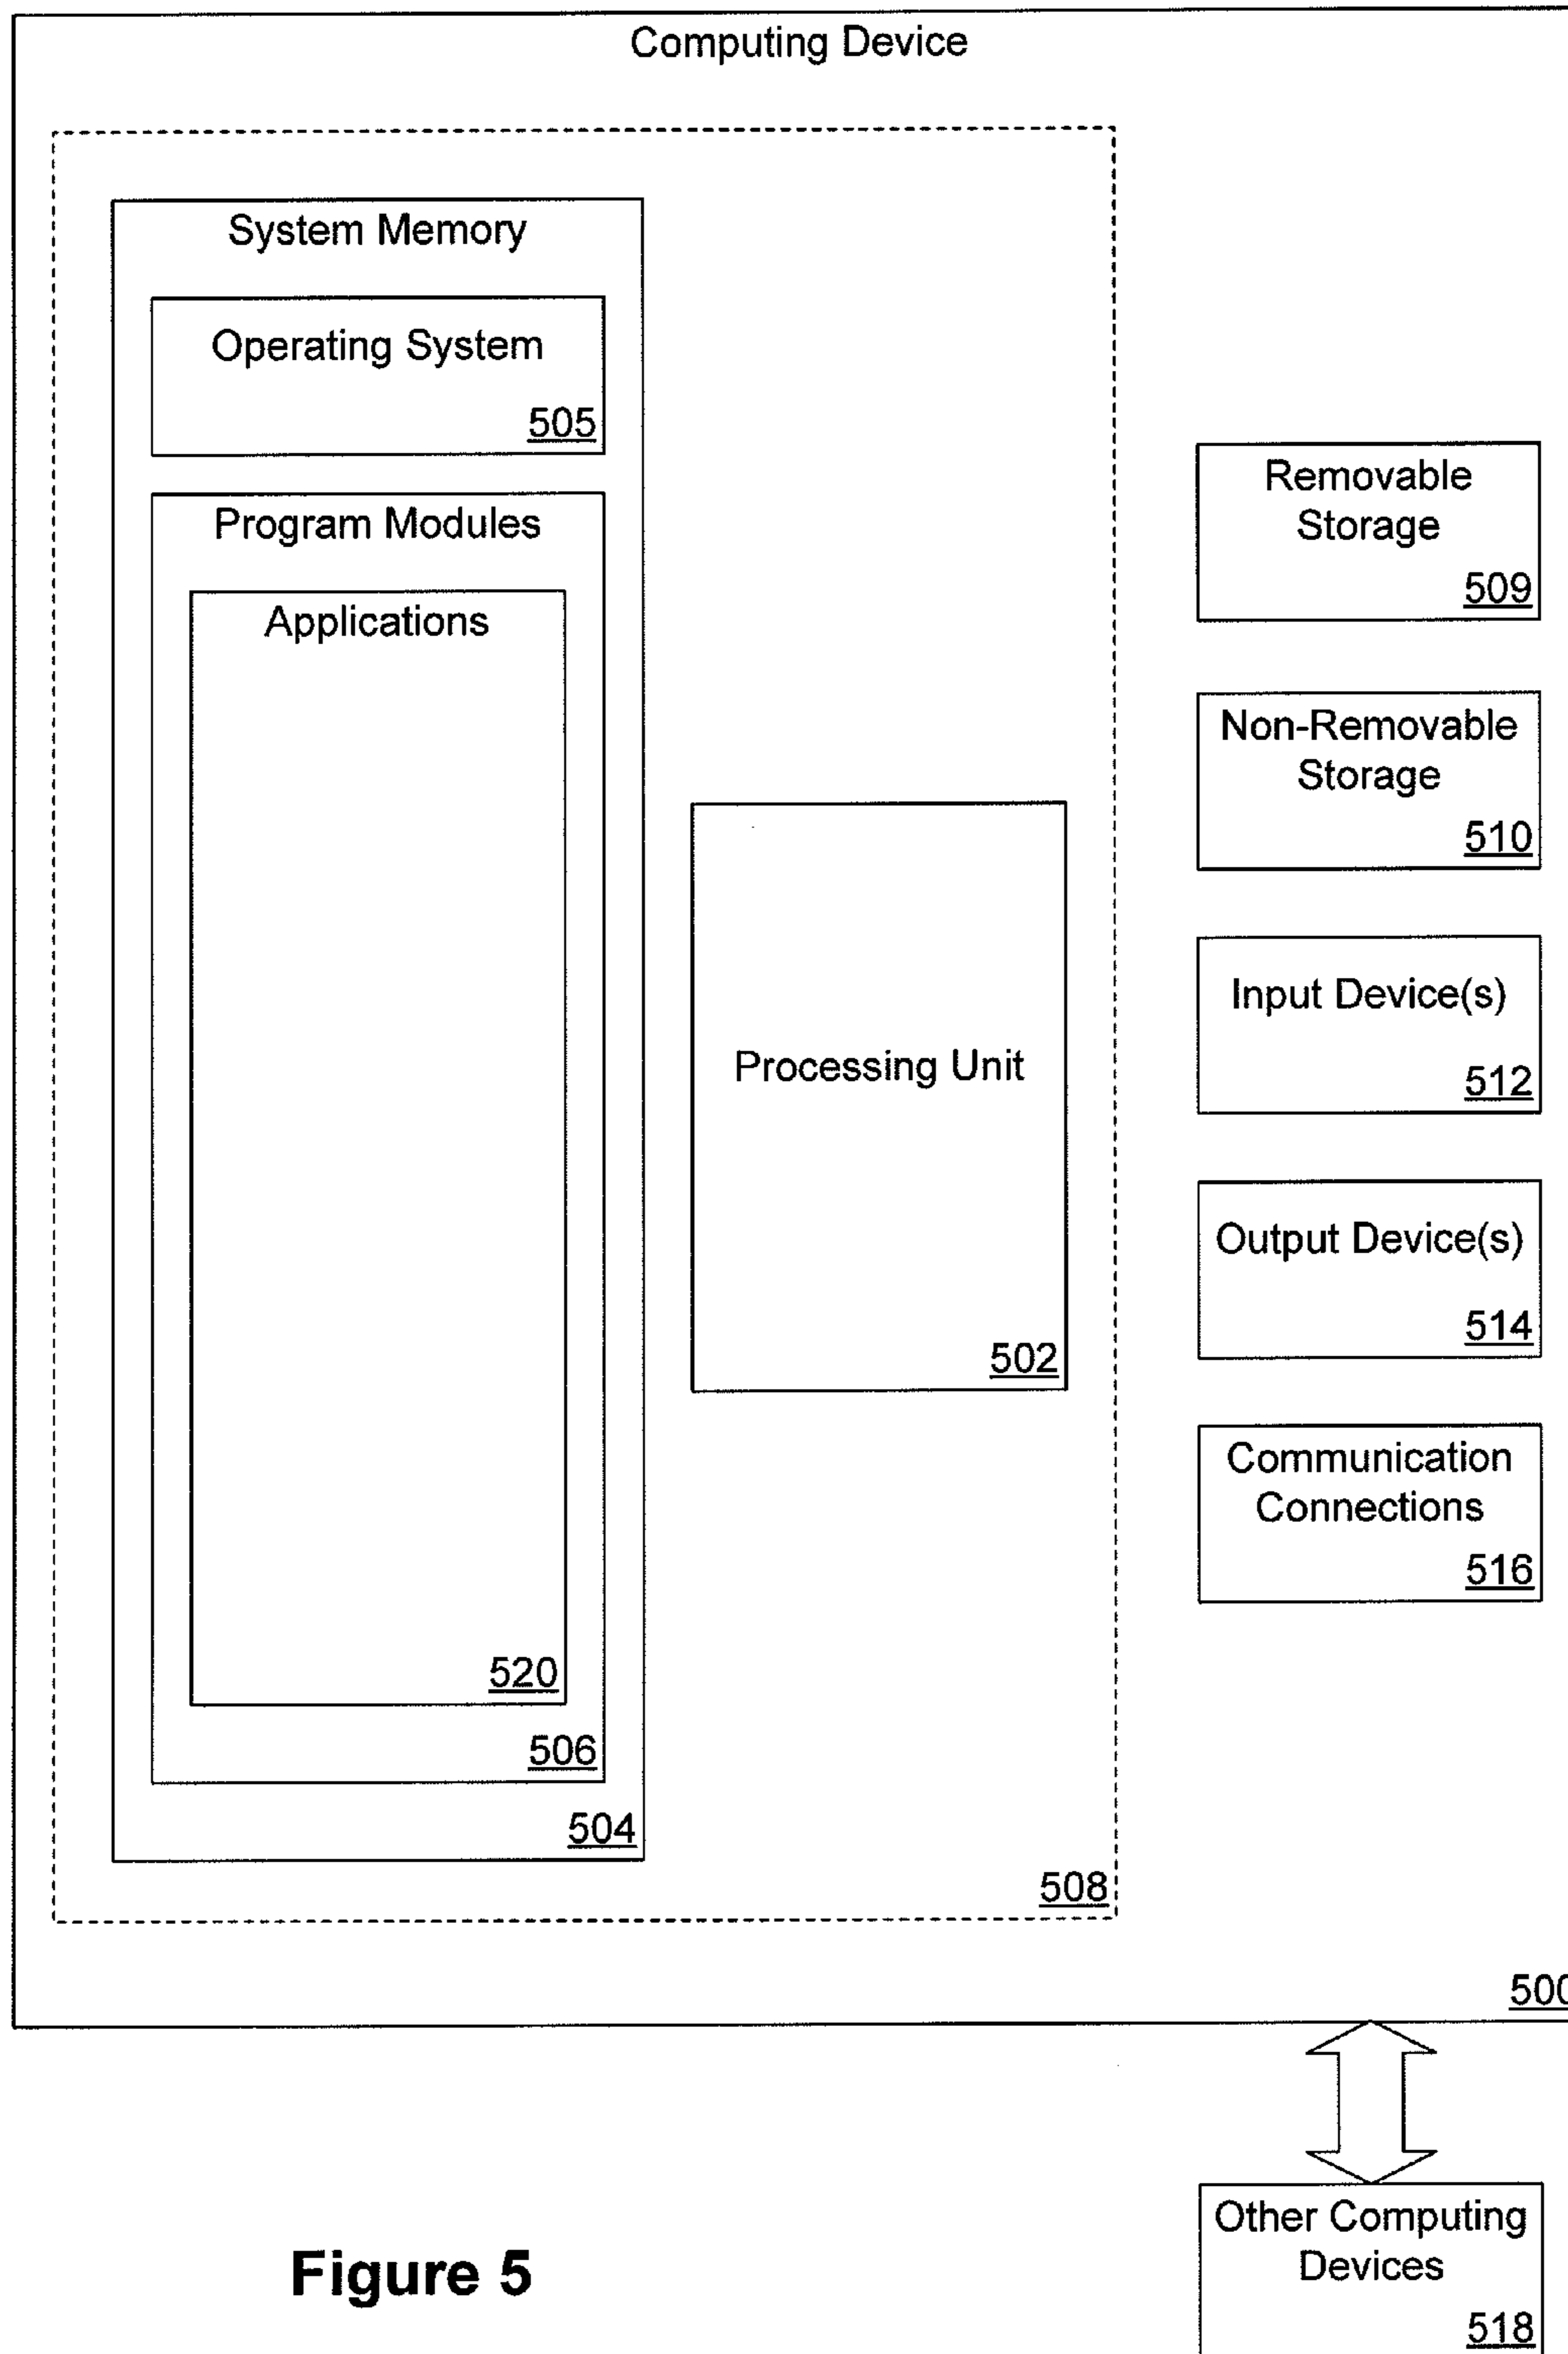 Computing Device
System Memory
Operating System
505
Program Modules
Applications
520
506
504
Processing Unit
502
508
Removable
Storage
509
Non-Removable
Storage
510
Input Device(s)
512
Output Device(s)
514
Communication
Connections
516
500
Other Computing
Devices
518
Figure 5